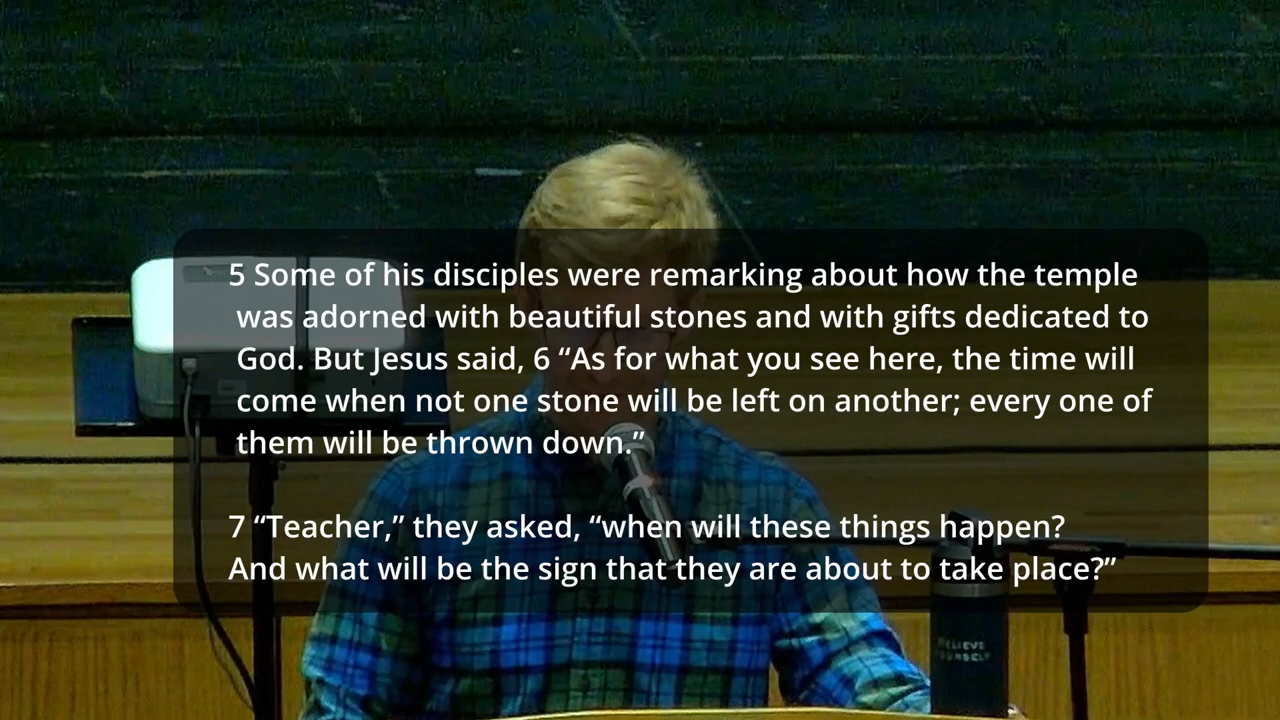 5 Some of his disciples were remarking about how the temple
was adorned with beautiful stones and with gifts dedicated to
God. But Jesus said, 6 “As for what you see here, the time will
come when not one stone will be left on another; every one of
them will be thrown down.”
7 “Teacher,” they asked, “when will these things happen?
And what will be the sign that they are about to take place?”
BELIEVE
YOURSELF